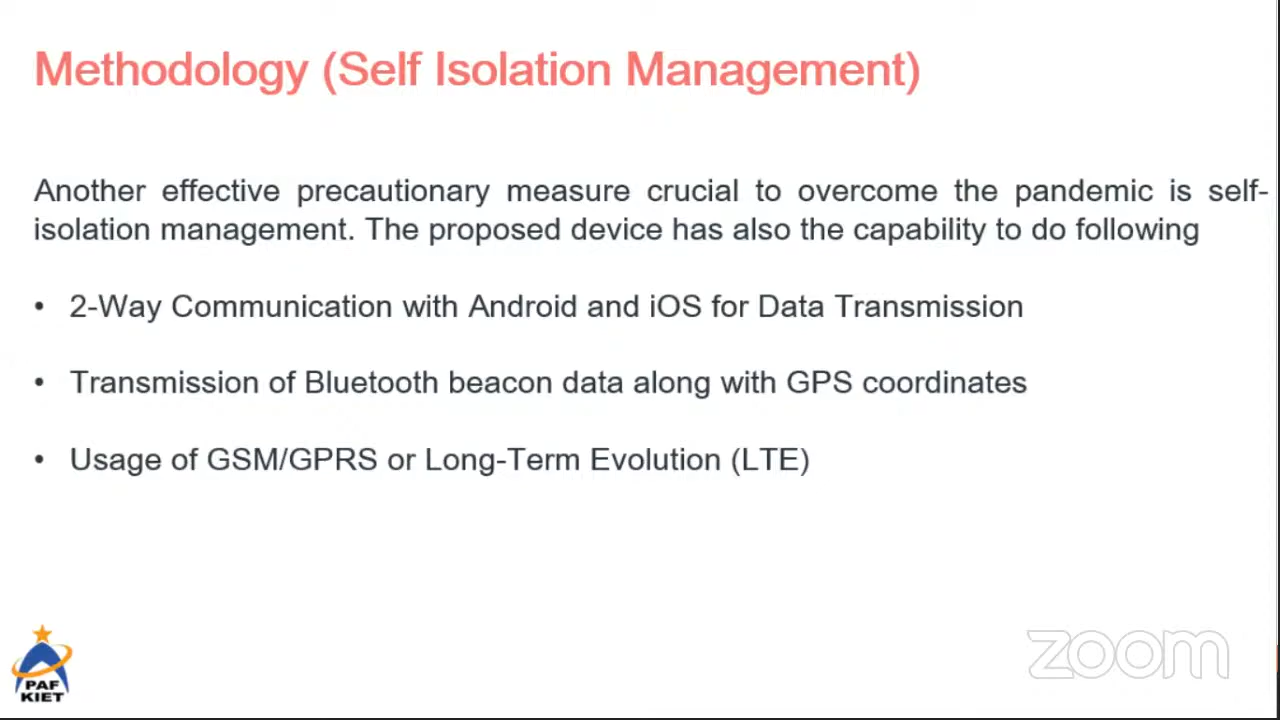 Methodology (Self Isolation Management)
Another effective precautionary measure crucial to overcome the pandemic is self-
isolation management. The proposed device has also the capability to do following
• 2-Way Communication with Android and iOS for Data Transmission
• Transmission of Bluetooth beacon data along with GPS coordinates
• Usage of GSM/GPRS or Long-Term Evolution (LTE)
PAF
KIET
zoom